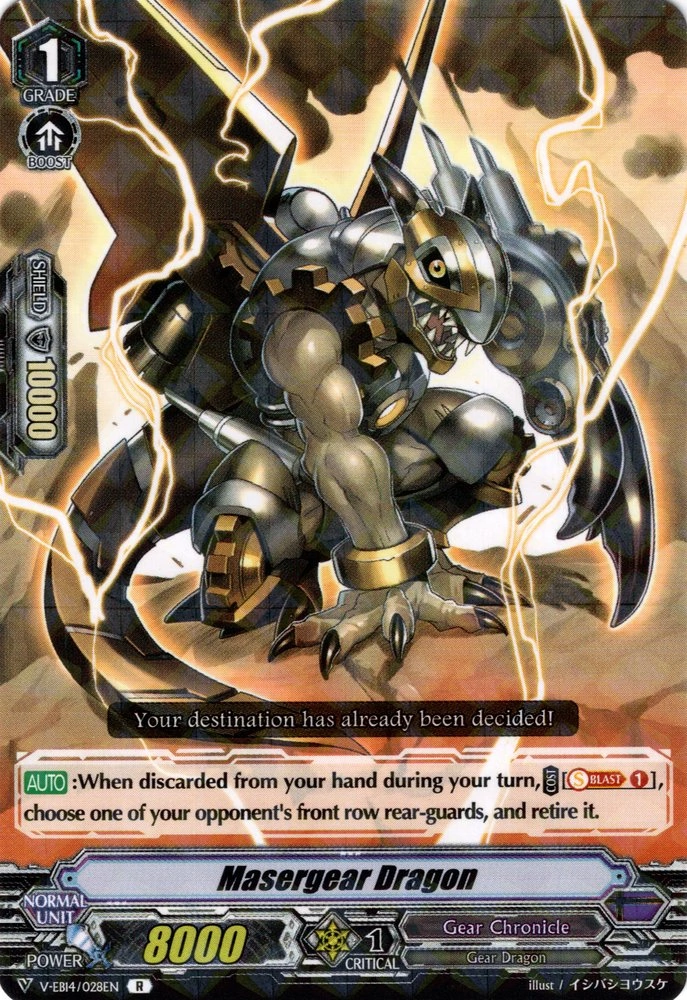 1
GRADE
BOOST
SHIELD
10000
Your destination has already been decided!
AUTO :When discarded from your hand during your turn, COST [S BLAST 1],
choose one of your opponent's front row rear-guards, and retire it.
Masergear Dragon
NORMAL
UNIT
POWER
8000
1
CRITICAL
Gear Chronicle
Gear Dragon
V-EB14/028EN R
illust / イシバシヨウスケ